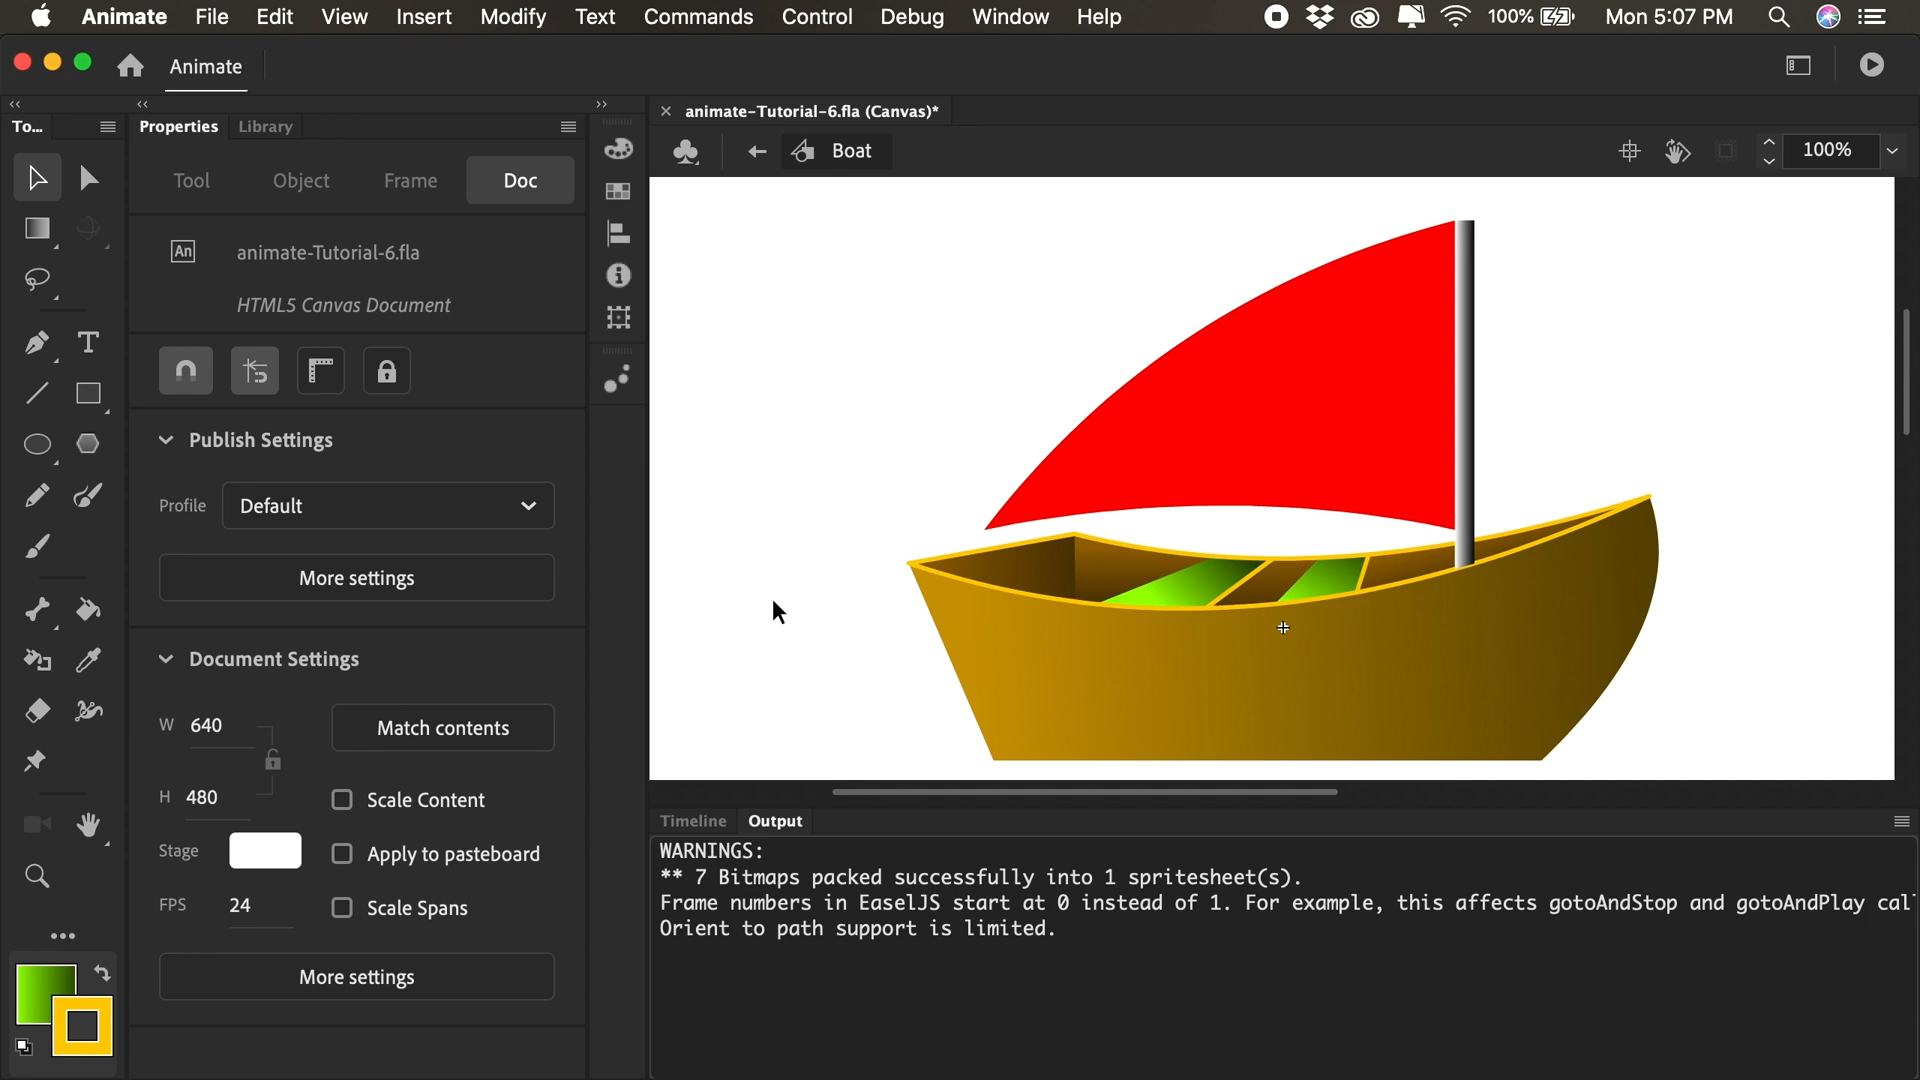 Animate File Edit View Insert Modify Text Commands Control Debug Window Help 100% Mon 5:07 PM
Animate
To... Properties Library animate-Tutorial-6.fla (Canvas)*
Boat 100%
Tool Object Frame Doc
An animate-Tutorial-6.fla
HTML5 Canvas Document
T
Publish Settings
Profile Default
More settings
Document Settings
W 640 Match contents
H 480 Scale Content
Stage Apply to pasteboard
FPS 24 Scale Spans
More settings
Timeline Output
WARNINGS:
** 7 Bitmaps packed successfully into 1 spritesheet(s).
Frame numbers in EaselJS start at 0 instead of 1. For example, this affects gotoAndStop and gotoAndPlay cal
Orient to path support is limited.